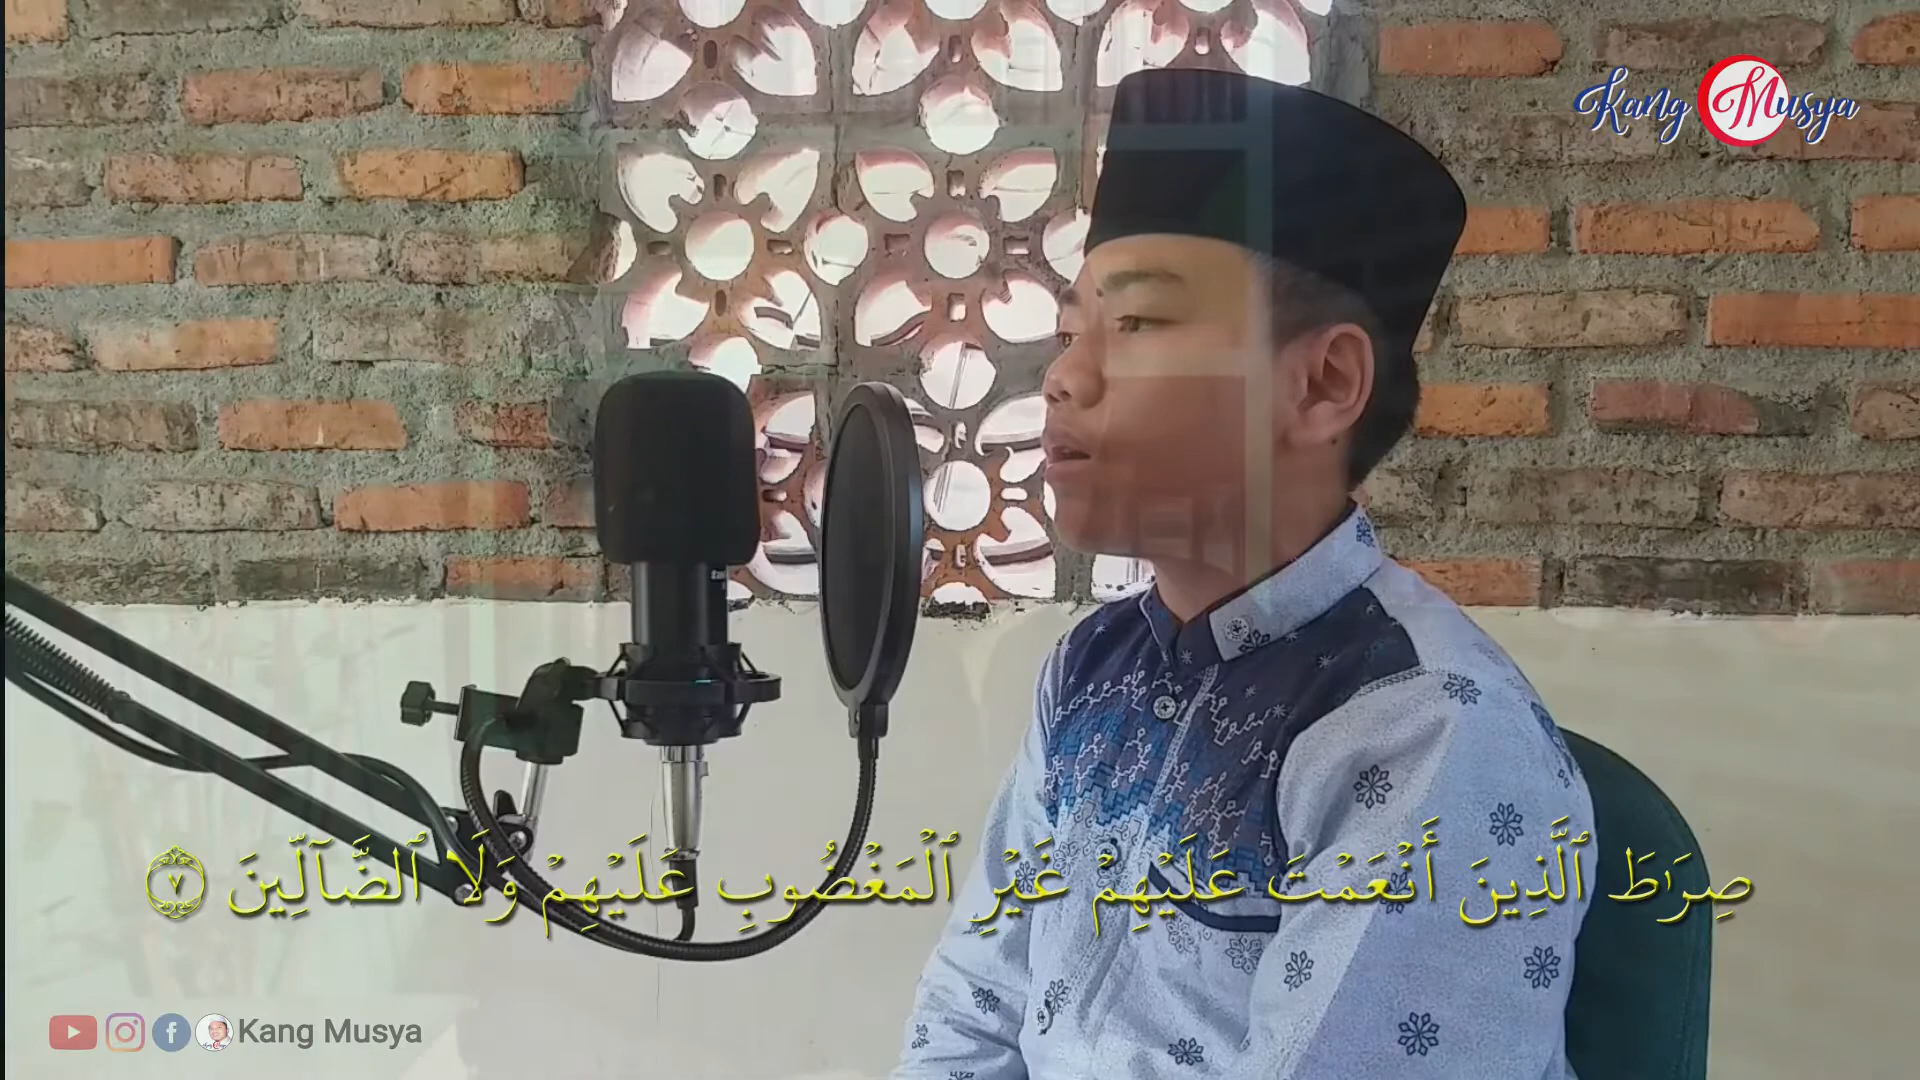 Kang Musya
صِرَٰطَ ٱلَّذِينَ أَنْعَمْتَ عَلَيْهِمْ غَيْرِ ٱلْمَغْضُوبِ عَلَيْهِمْ وَلَا ٱلضَّآلِّينَ ٧
Kang Musya